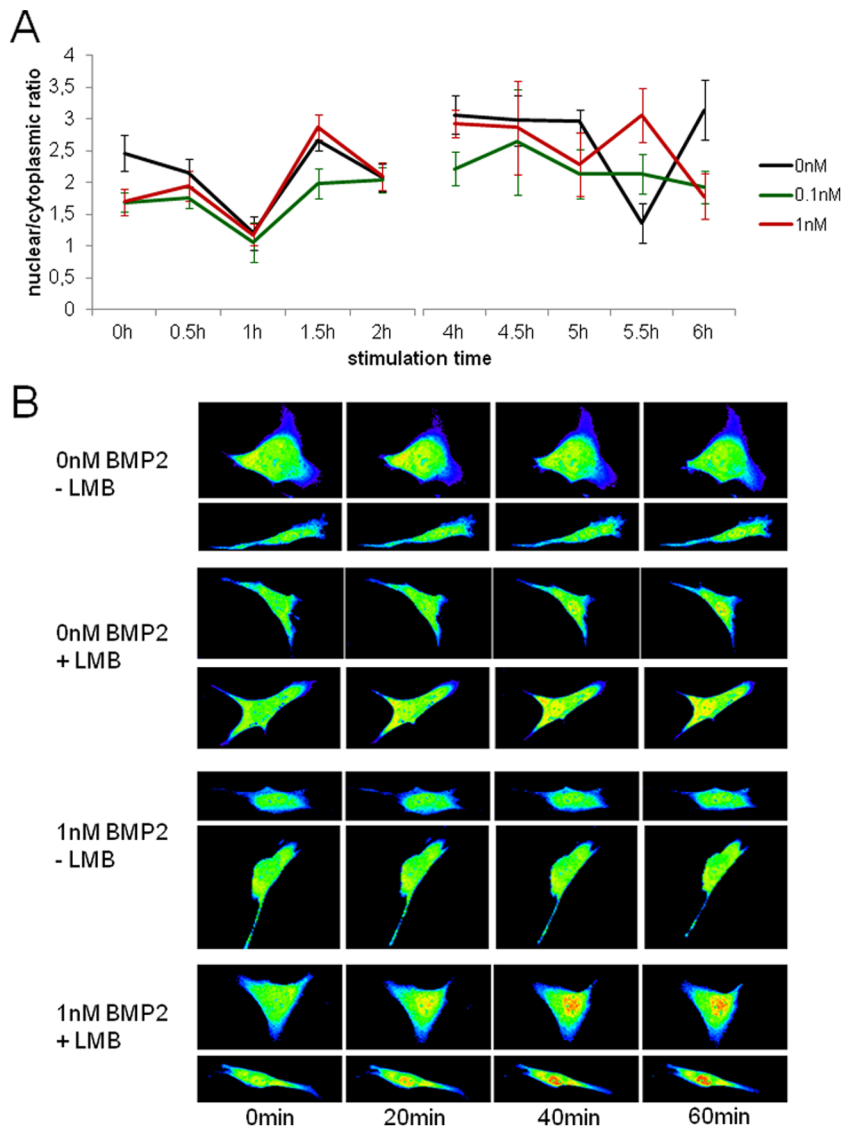 A
nuclear/cytoplasmic ratio
4
3,5
3
2,5
2
1,5
1
0,5
0
0h 0.5h 1h 1.5h 2h 4h 4.5h 5h 5.5h 6h
stimulation time
0nM
0.1nM
1nM
B
0nM BMP2
- LMB
0nM BMP2
+ LMB
1nM BMP2
- LMB
1nM BMP2
+ LMB
0min 20min 40min 60min